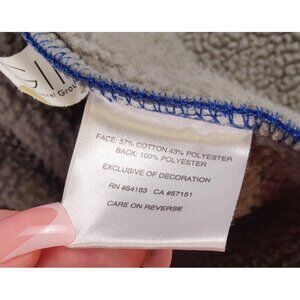 FACE: 57% COTTON 43% POLYESTER
BACK: 100% POLYESTER
EXCLUSIVE OF DECORATION
RN #54163 CA #57151
CARE ON REVERSE